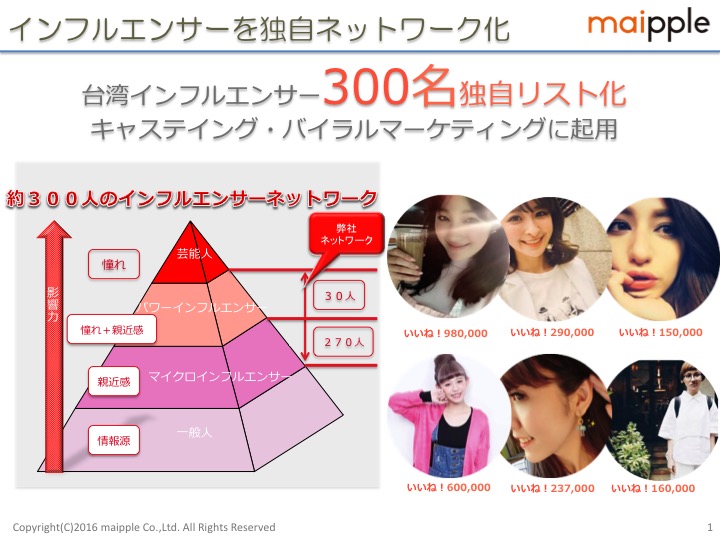 インフルエンサーを独自ネットワーク化
maipple
台湾インフルエンサー300名独自リスト化
キャステイング・バイラルマーケティングに起用
約３００人のインフルエンサーネットワーク
弊社
ネットワーク
影響力
憧れ
芸能人
３０人
パワーインフルエンサー
憧れ＋親近感
２７０人
親近感
マイクロインフルエンサー
情報源
一般人
いいね！980,000
いいね！290,000
いいね！150,000
いいね！600,000
いいね！237,000
いいね！160,000
Copyright(C)2016 maipple Co.,Ltd. All Rights Reserved
1